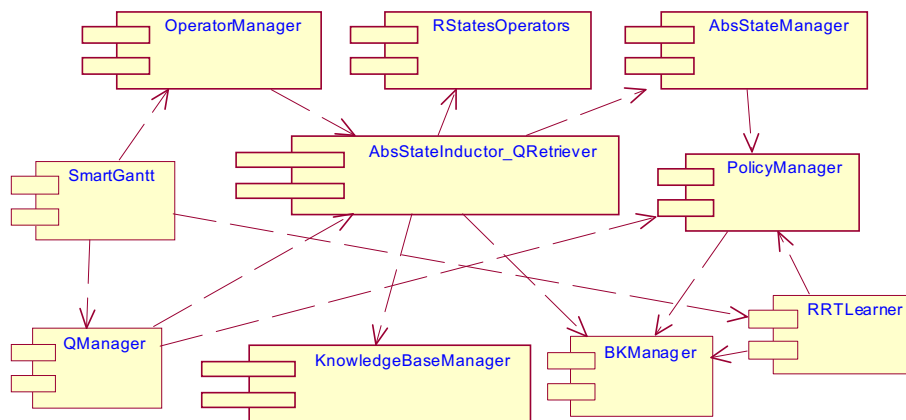 OperatorManager
RStatesOperators
AbsStateManager
AbsStateInductor_QRetriever
SmartGantt
PolicyManager
RRTLearner
QManager
KnowledgeBaseManager
BKManager